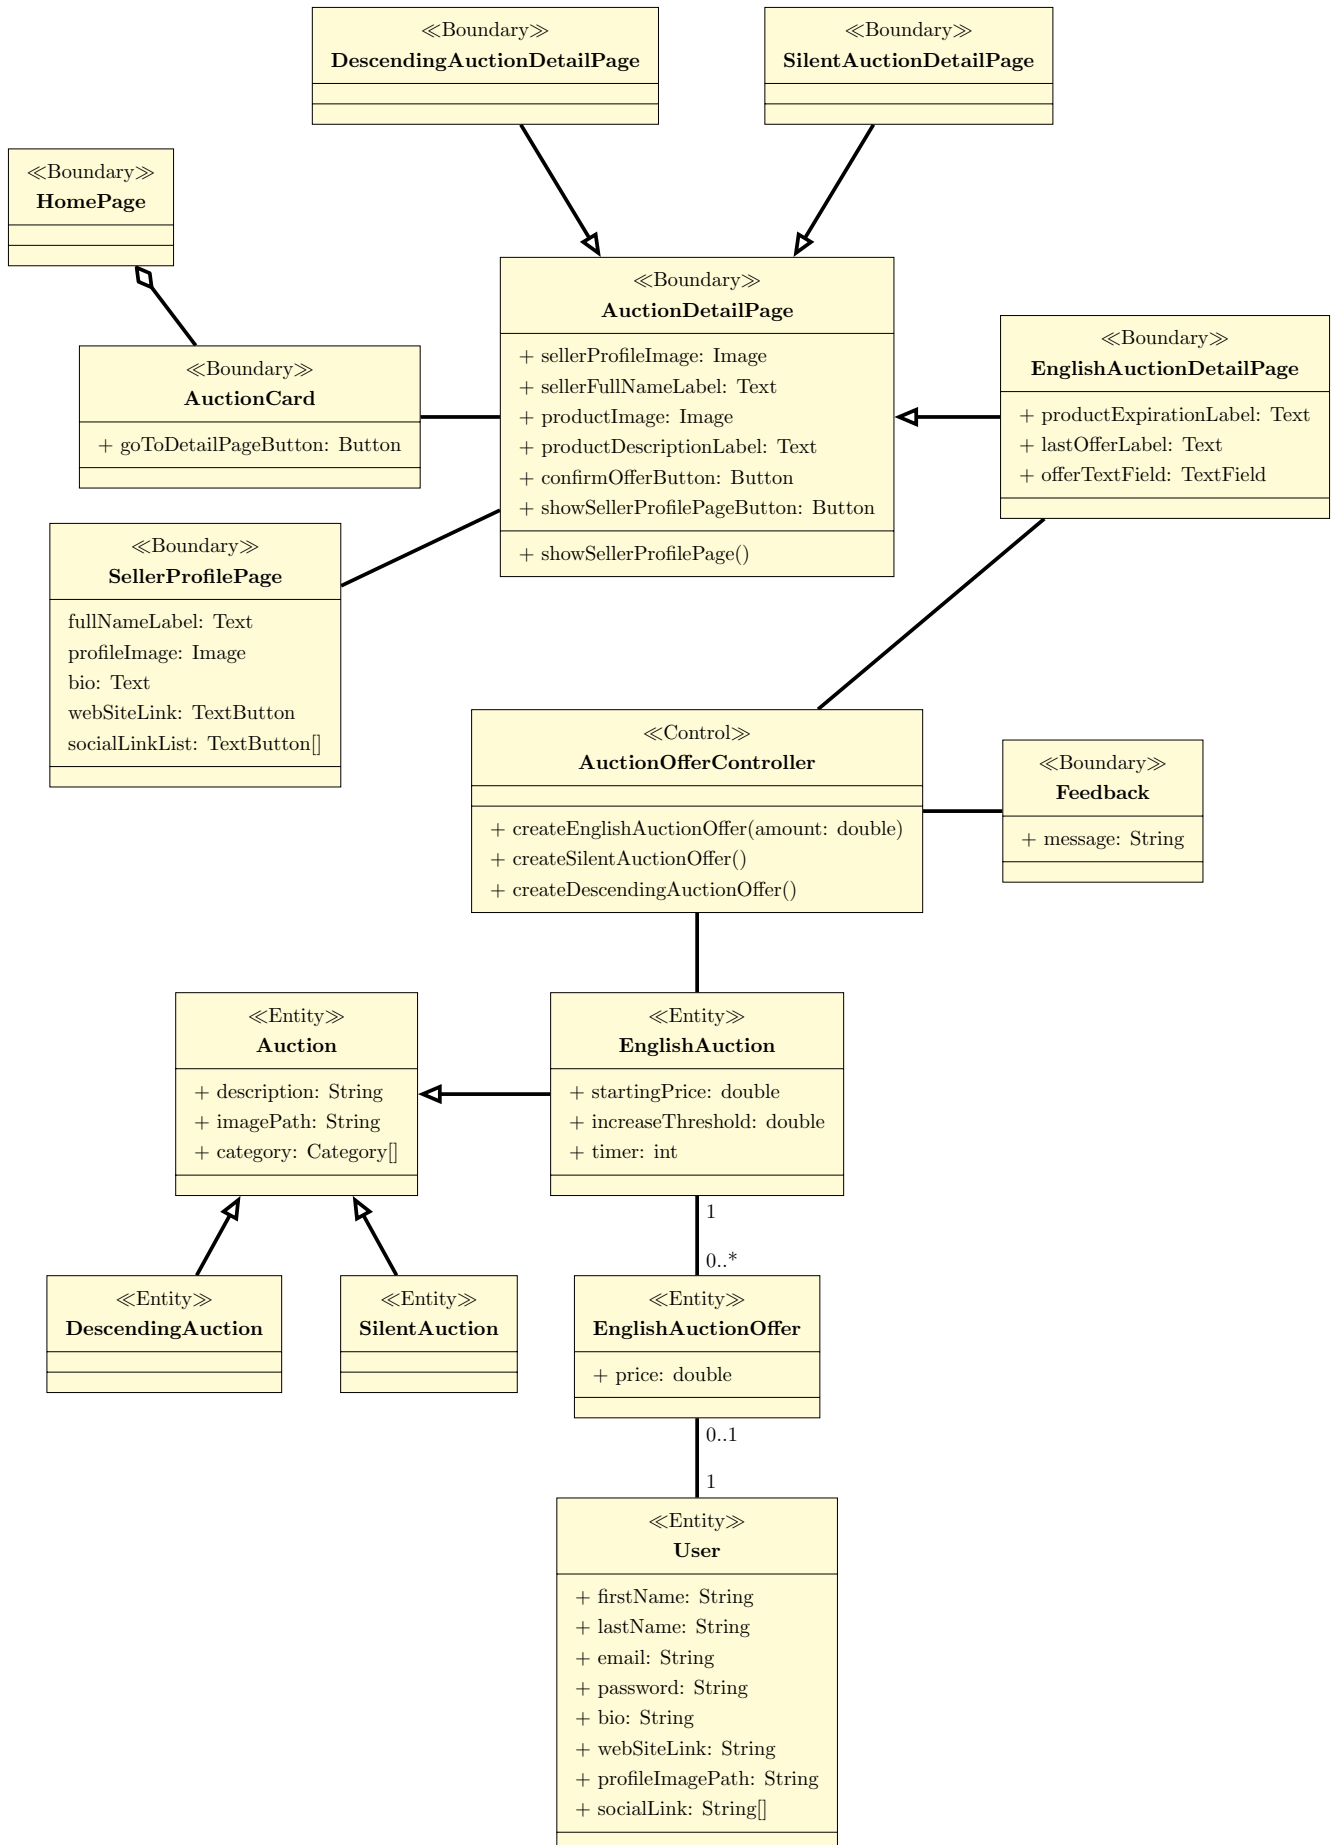 ≪Boundary≫
DescendingAuctionDetailPage
≪Boundary≫
SilentAuctionDetailPage
≪Boundary≫
HomePage
≪Boundary≫
AuctionDetailPage
+ sellerProfileImage: Image
+ sellerFullNameLabel: Text
+ productImage: Image
+ productDescriptionLabel: Text
+ confirmOfferButton: Button
+ showSellerProfilePageButton: Button
+ showSellerProfilePage()
≪Boundary≫
EnglishAuctionDetailPage
+ productExpirationLabel: Text
+ lastOfferLabel: Text
+ offerTextField: TextField
≪Boundary≫
AuctionCard
+ goToDetailPageButton: Button
≪Boundary≫
SellerProfilePage
fullNameLabel: Text
profileImage: Image
bio: Text
webSiteLink: TextButton
socialLinkList: TextButton[]
≪Control≫
AuctionOfferController
+ createEnglishAuctionOffer(amount: double)
+ createSilentAuctionOffer()
+ createDescendingAuctionOffer()
≪Boundary≫
Feedback
+ message: String
≪Entity≫
Auction
+ description: String
+ imagePath: String
+ category: Category[]
≪Entity≫
EnglishAuction
+ startingPrice: double
+ increaseThreshold: double
+ timer: int
1
0..*
≪Entity≫
DescendingAuction
≪Entity≫
SilentAuction
≪Entity≫
EnglishAuctionOffer
+ price: double
0..1
1
≪Entity≫
User
+ firstName: String
+ lastName: String
+ email: String
+ password: String
+ bio: String
+ webSiteLink: String
+ profileImagePath: String
+ socialLink: String[]